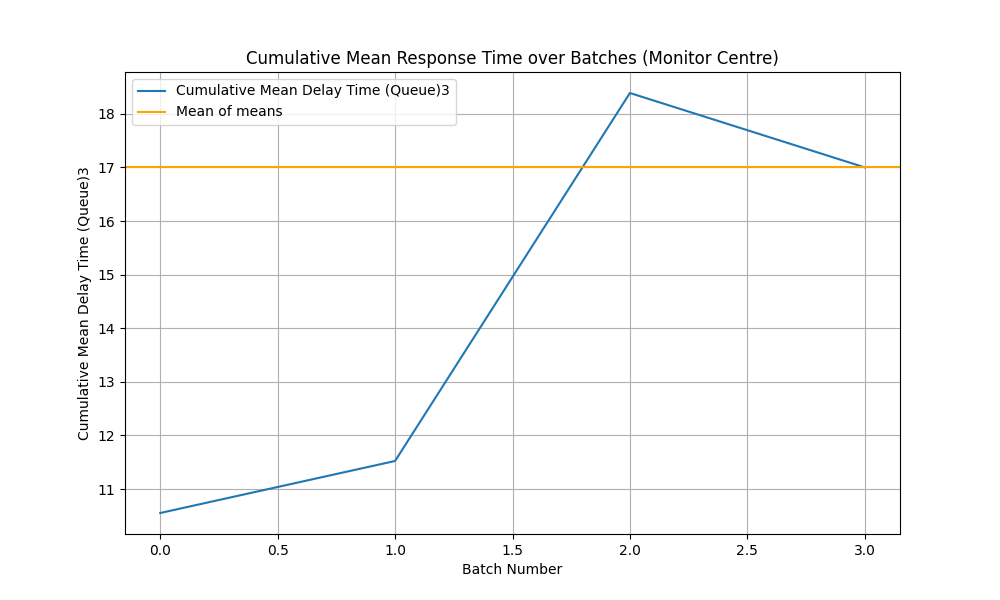 Cumulative Mean Response Time over Batches (Monitor Centre)
Cumulative Mean Delay Time (Queue)3
Mean of means
Cumulative Mean Delay Time (Queue)3
18
17
16
15
14
13
12
11
0.0 0.5 1.0 1.5 2.0 2.5 3.0
Batch Number